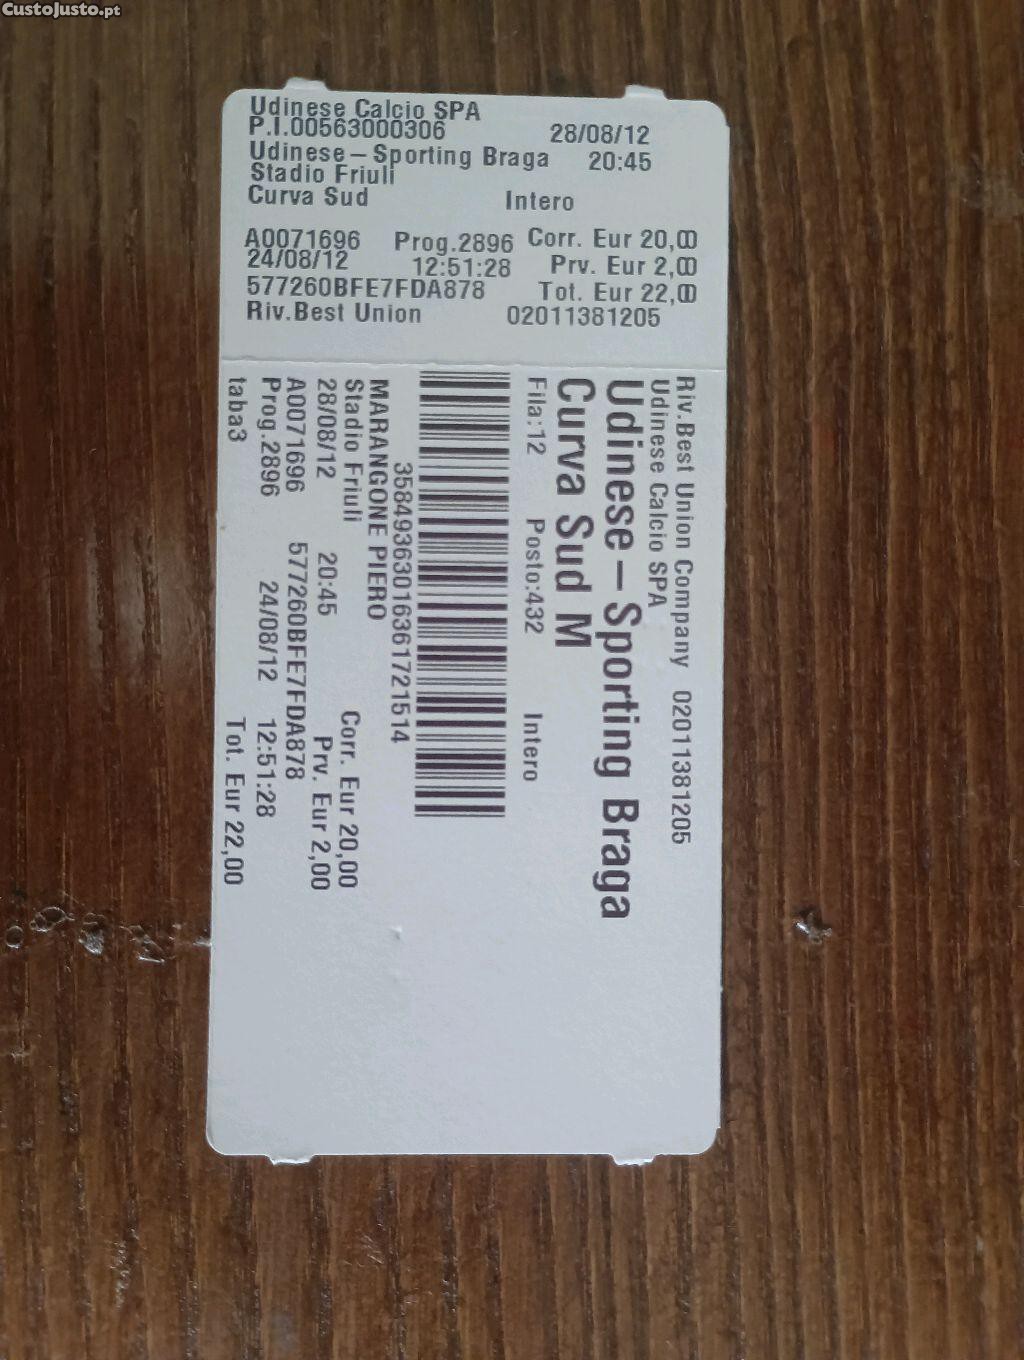 CustoJusto.pt
Udinese Calcio SPA
P.I.00563000306 28/08/12
Udinese – Sporting Braga 20:45
Stadio Friuli
Curva Sud Intero
A0071696 Prog.2896 Corr. Eur 20,00
24/08/12 12:51:28 Prv. Eur 2,00
577260BFE7FDA878 Tot. Eur 22,00
Riv.Best Union 02011381205
Riv.Best Union Company 02011381205
Udinese Calcio SPA
Udinese – Sporting Braga
Curva Sud M
Fila:12 Posto:432 Intero
3584936301636172​1514
MARANGONE PIERO
Stadio Friuli Corr. Eur 20,00
28/08/12 20:45 Prv. Eur 2,00
A0071696 577260BFE7FDA878
Prog.2896 24/08/12 12:51:28
taba3 Tot. Eur 22,00